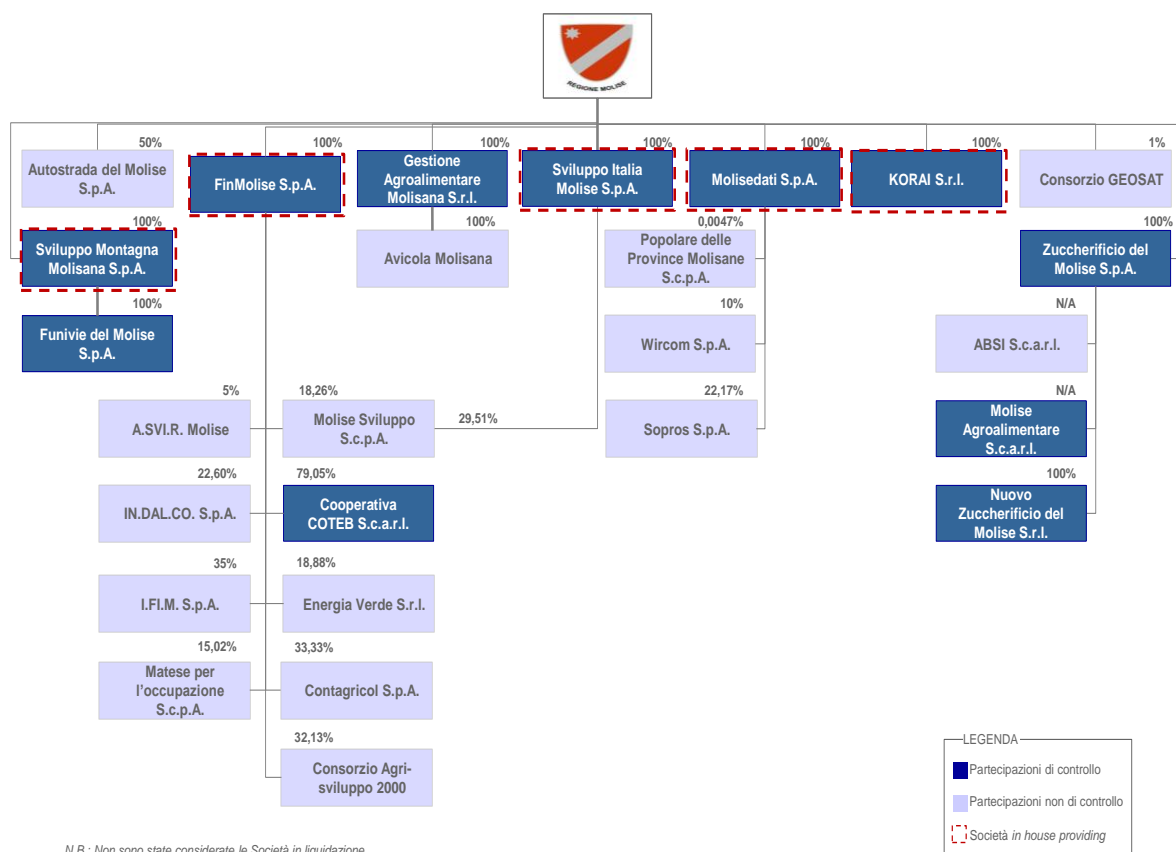 REGIONE MOLISE
50%
Autostrada del Molise
S.p.A.
100%
FinMolise S.p.A.
100%
Gestione
Agroalimentare
Molisana S.r.l.
100%
Sviluppo Italia
Molise S.p.A.
100%
Molisedati S.p.A.
100%
KORAI S.r.l.
1%
Consorzio GEOSAT
100%
Sviluppo Montagna
Molisana S.p.A.
100%
Avicola Molisana
0,0047%
Popolare delle
Province Molisane
S.c.p.A.
100%
Zuccherificio del
Molise S.p.A.
100%
Funivie del Molise
S.p.A.
10%
Wircom S.p.A.
N/A
ABSI S.c.a.r.l.
5%
A.SVI.R. Molise
18,26%
Molise Sviluppo
S.c.p.A.
29,51%
22,17%
Sopros S.p.A.
N/A
Molise
Agroalimentare
S.c.a.r.l.
22,60%
IN.DAL.CO. S.p.A.
79,05%
Cooperativa
COTEB S.c.a.r.l.
100%
Nuovo
Zuccherificio del
Molise S.r.l.
35%
I.FI.M. S.p.A.
18,88%
Energia Verde S.r.l.
15,02%
Matese per
l'occupazione
S.c.p.A.
33,33%
Contagricol S.p.A.
32,13%
Consorzio Agri-
sviluppo 2000
LEGENDA
Partecipazioni di controllo
Partecipazioni non di controllo
Società in house providing
N.B.: Non sono state considerate le Società in liquidazione